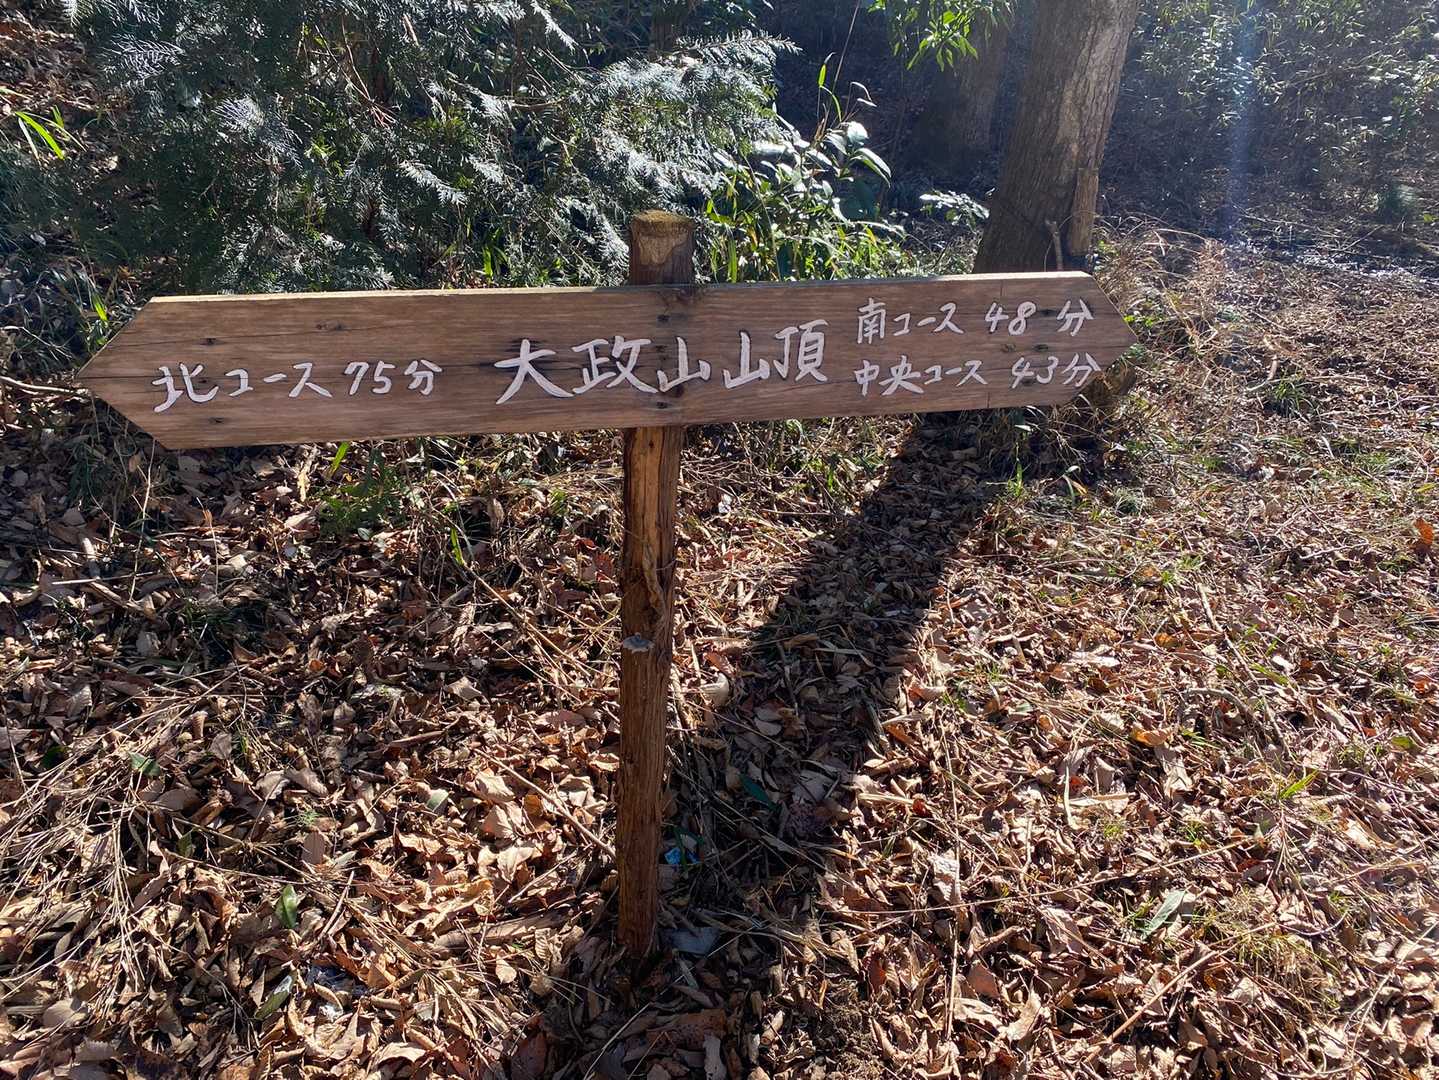 北コース 75分
大政山山頂
南コース 48分
中央コース 43分